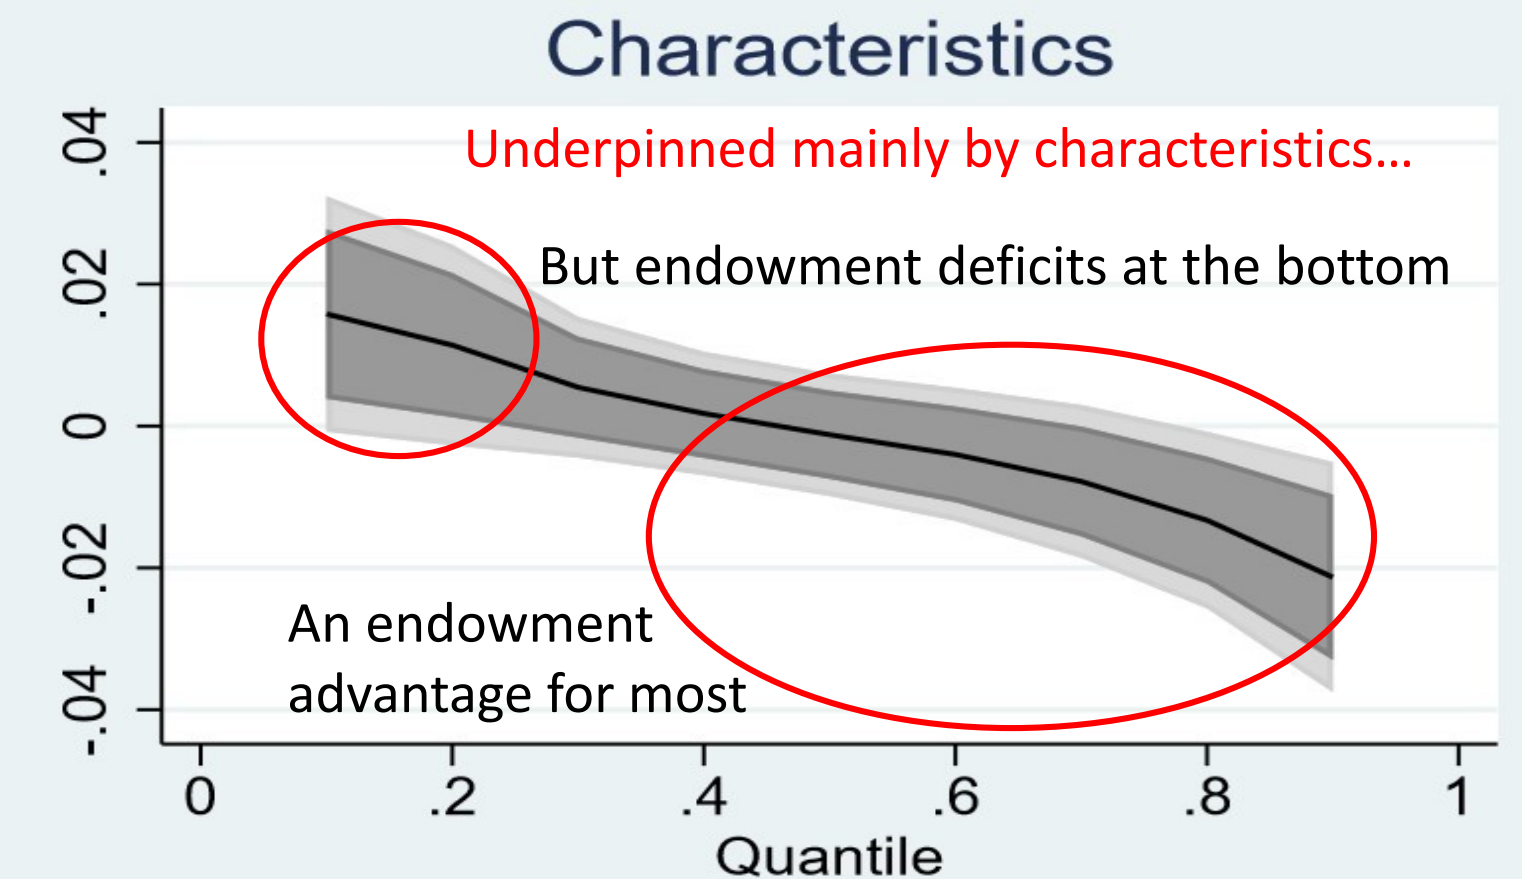 Characteristics
Underpinned mainly by characteristics…
But endowment deficits at the bottom
An endowment
advantage for most
.04
.02
0
-.02
-.04
0
.2
.4
.6
.8
1
Quantile